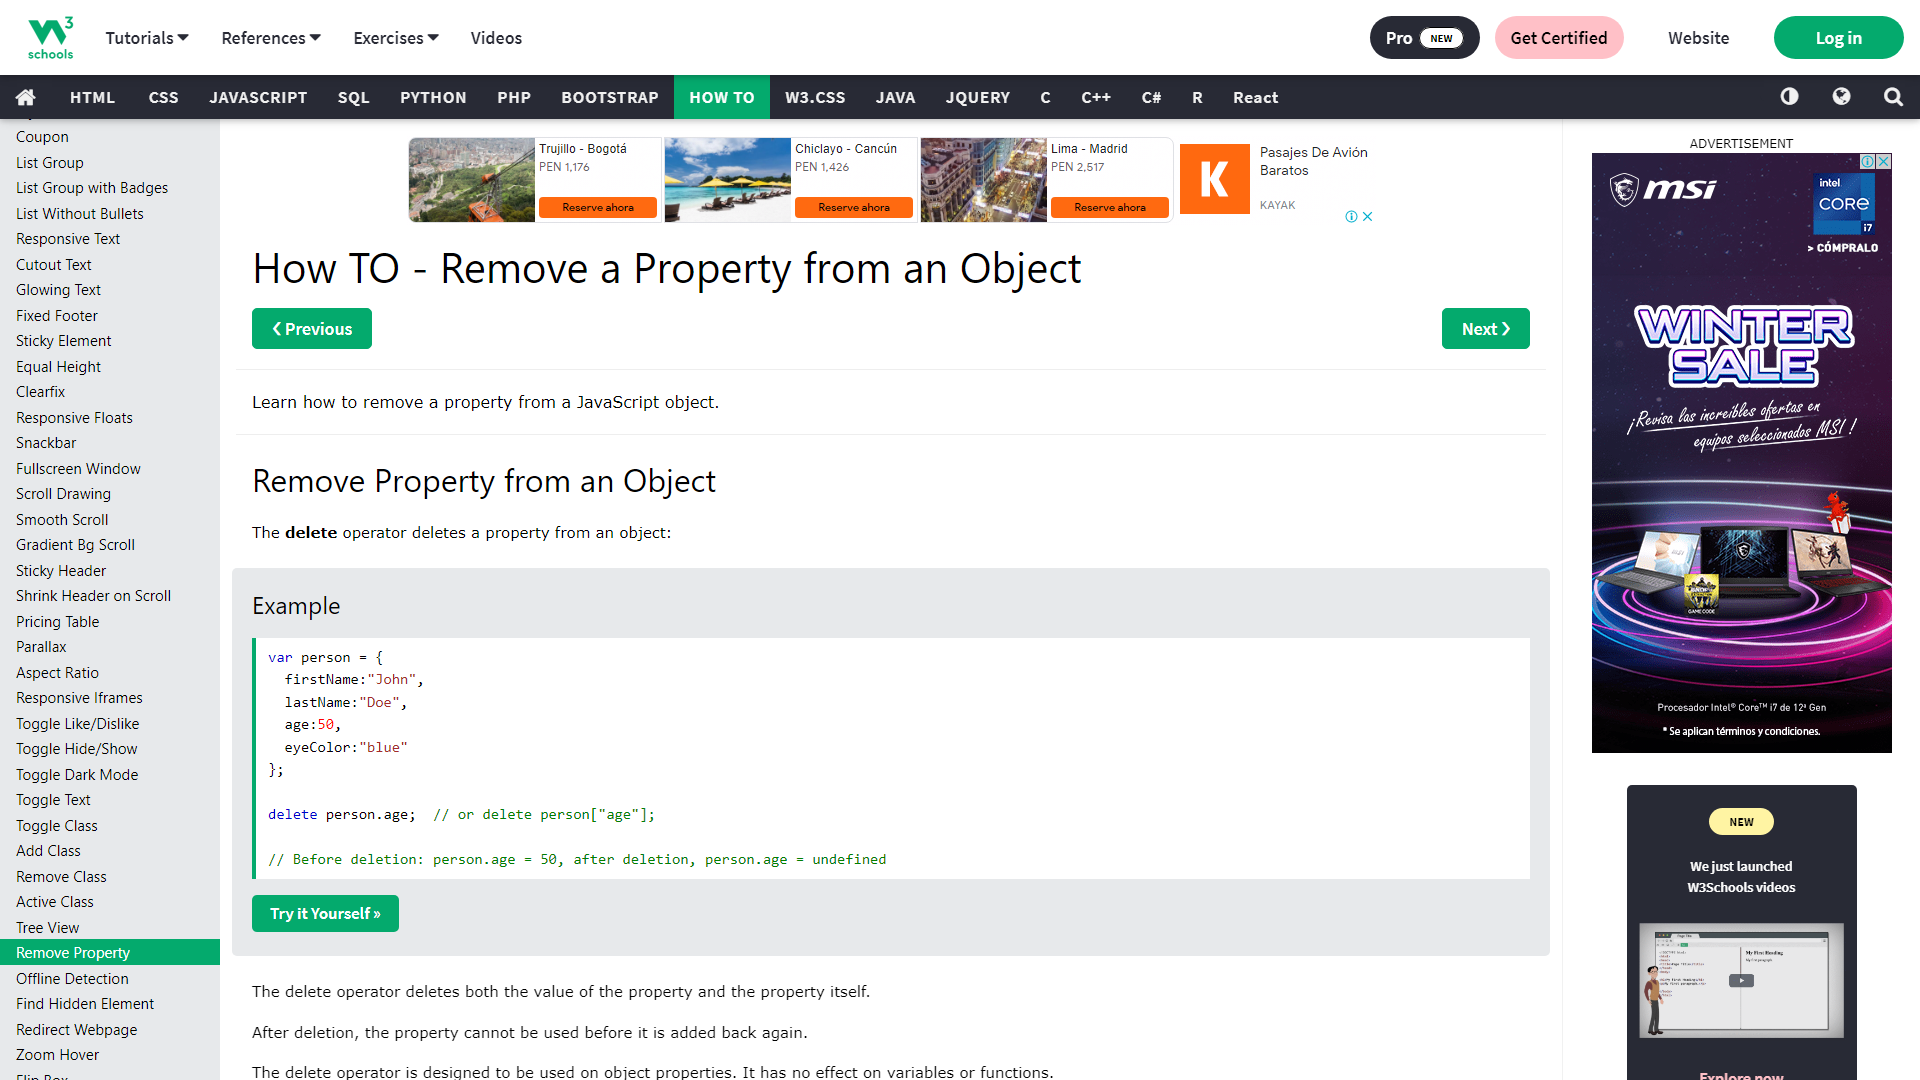 W3 schools
Tutorials
References
Exercises
Videos
Pro NEW
Get Certified
Website
Log in
HTML
CSS
JAVASCRIPT
SQL
PYTHON
PHP
BOOTSTRAP
HOW TO
W3.CSS
JAVA
JQUERY
C
C++
C#
R
React
Coupon
List Group
List Group with Badges
List Without Bullets
Responsive Text
Cutout Text
Glowing Text
Fixed Footer
Sticky Element
Equal Height
Clearfix
Responsive Floats
Snackbar
Fullscreen Window
Scroll Drawing
Smooth Scroll
Gradient Bg Scroll
Sticky Header
Shrink Header on Scroll
Pricing Table
Parallax
Aspect Ratio
Responsive Iframes
Toggle Like/Dislike
Toggle Hide/Show
Toggle Dark Mode
Toggle Text
Toggle Class
Add Class
Remove Class
Active Class
Tree View
Remove Property
Offline Detection
Find Hidden Element
Redirect Webpage
Zoom Hover
Flip Box
Trujillo - Bogotá
PEN 1,176
Reserve ahora
Chiclayo - Cancún
PEN 1,426
Reserve ahora
Lima - Madrid
PEN 2,517
Reserve ahora
K
Pasajes De Avión
Baratos
KAYAK
How TO - Remove a Property from an Object
❮ Previous
Next ❯
Learn how to remove a property from a JavaScript object.
Remove Property from an Object
The delete operator deletes a property from an object:
Example
var person = {
firstName:"John",
lastName:"Doe",
age:50,
eyeColor:"blue"
};
delete person.age;  // or delete person["age"];
// Before deletion: person.age = 50, after deletion, person.age = undefined
Try it Yourself »
The delete operator deletes both the value of the property and the property itself.
After deletion, the property cannot be used before it is added back again.
The delete operator is designed to be used on object properties. It has no effect on variables or functions.
ADVERTISEMENT
msi
intel
CORE
i7
> CÓMPRALO
WINTER
SALE
¡Revisa las increíbles ofertas en
equipos seleccionados MSI !
GAME CODE
Procesador Intel® Core™ i7 de 12ª Gen
* Se aplican términos y condiciones.
NEW
We just launched
W3Schools videos
My First Heading
Explore now